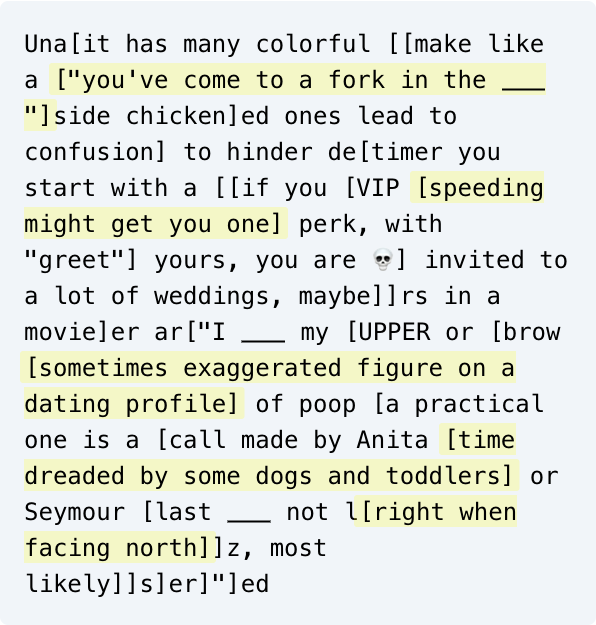 Una[it has many colorful [[make like
a ["you've come to a fork in the ___
"]side chicken]ed ones lead to
confusion] to hinder de[timer you
start with a [[if you [VIP [speeding
might get you one] perk, with
"greet"] yours, you are 💀] invited to
a lot of weddings, maybe]]rs in a
movie]er ar["I ___ my [UPPER or [brow
[sometimes exaggerated figure on a
dating profile] of poop [a practical
one is a [call made by Anita [time
dreaded by some dogs and toddlers] or
Seymour [last ___ not l[right when
facing north]]z, most
likely]]s]er]"]ed